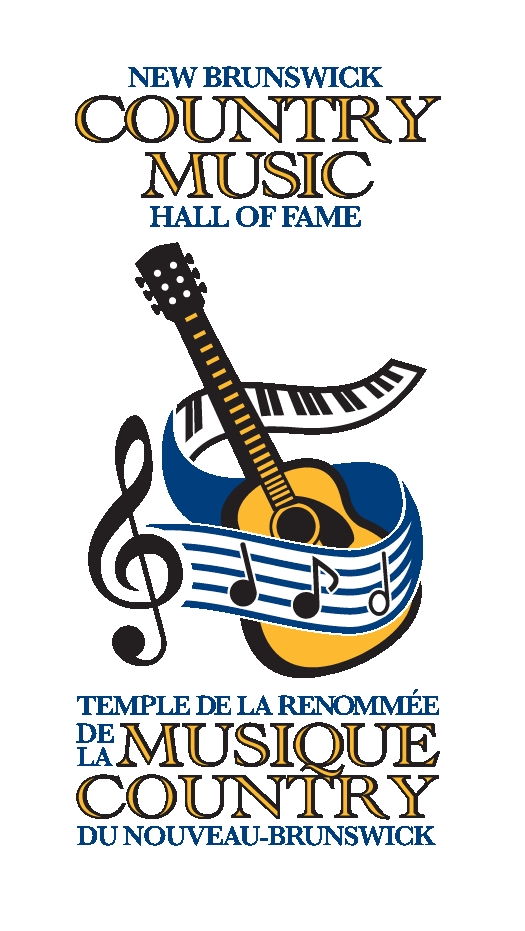 NEW BRUNSWICK
COUNTRY
MUSIC
HALL OF FAME
TEMPLE DE LA RENOMMÉE
DE LA MUSIQUE
COUNTRY
DU NOUVEAU-BRUNSWICK